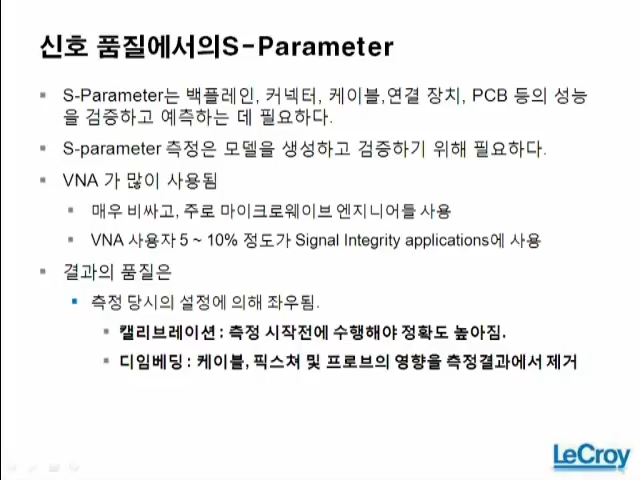 신호 품질에서의S-Parameter
S-Parameter는 백플레인, 커넥터, 케이블,연결 장치, PCB 등의 성능
을 검증하고 예측하는 데 필요하다.
S-parameter 측정은 모델을 생성하고 검증하기 위해 필요하다.
VNA 가 많이 사용됨
매우 비싸고, 주로 마이크로웨이브 엔지니어들 사용
VNA 사용자 5 ~ 10% 정도가 Signal Integrity applications에 사용
결과의 품질은
측정 당시의 설정에 의해 좌우됨.
캘리브레이션 : 측정 시작전에 수행해야 정확도 높아짐.
디임베딩 : 케이블, 픽스쳐 및 프로브의 영향을 측정결과에서 제거
LeCroy